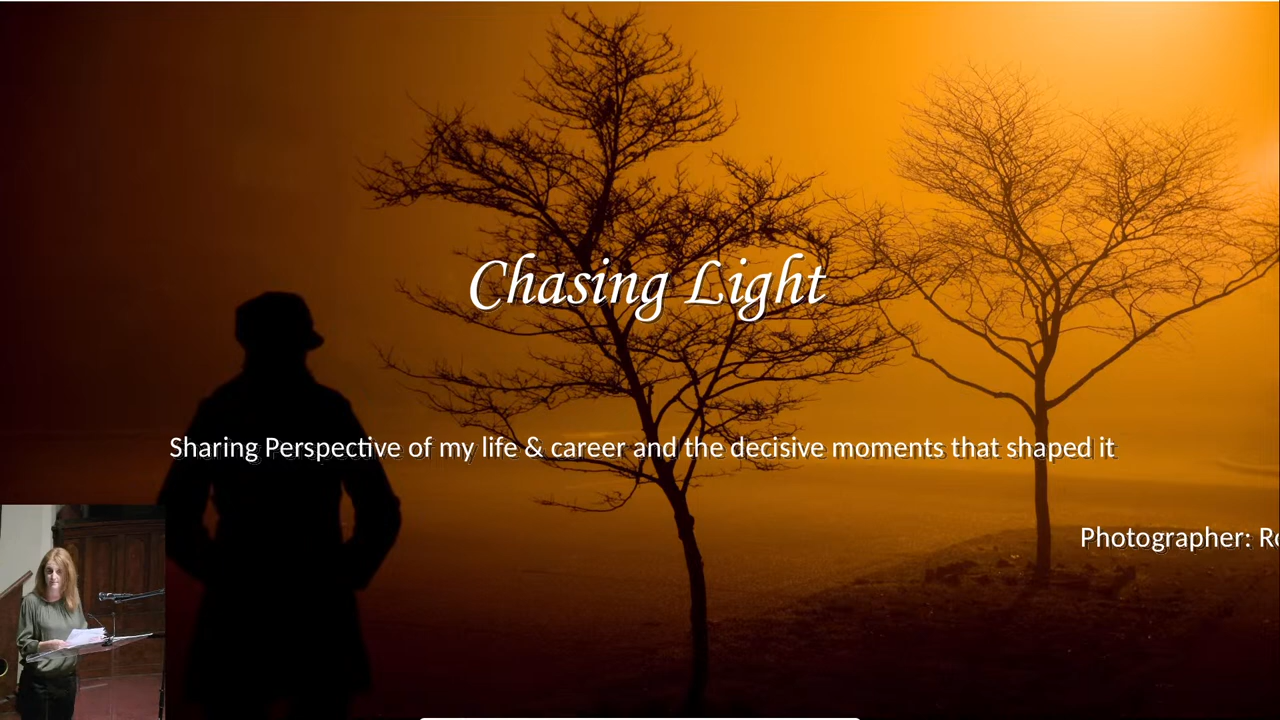 Chasing Light
Sharing Perspective of my life & career and the decisive moments that shaped it
Photographer: